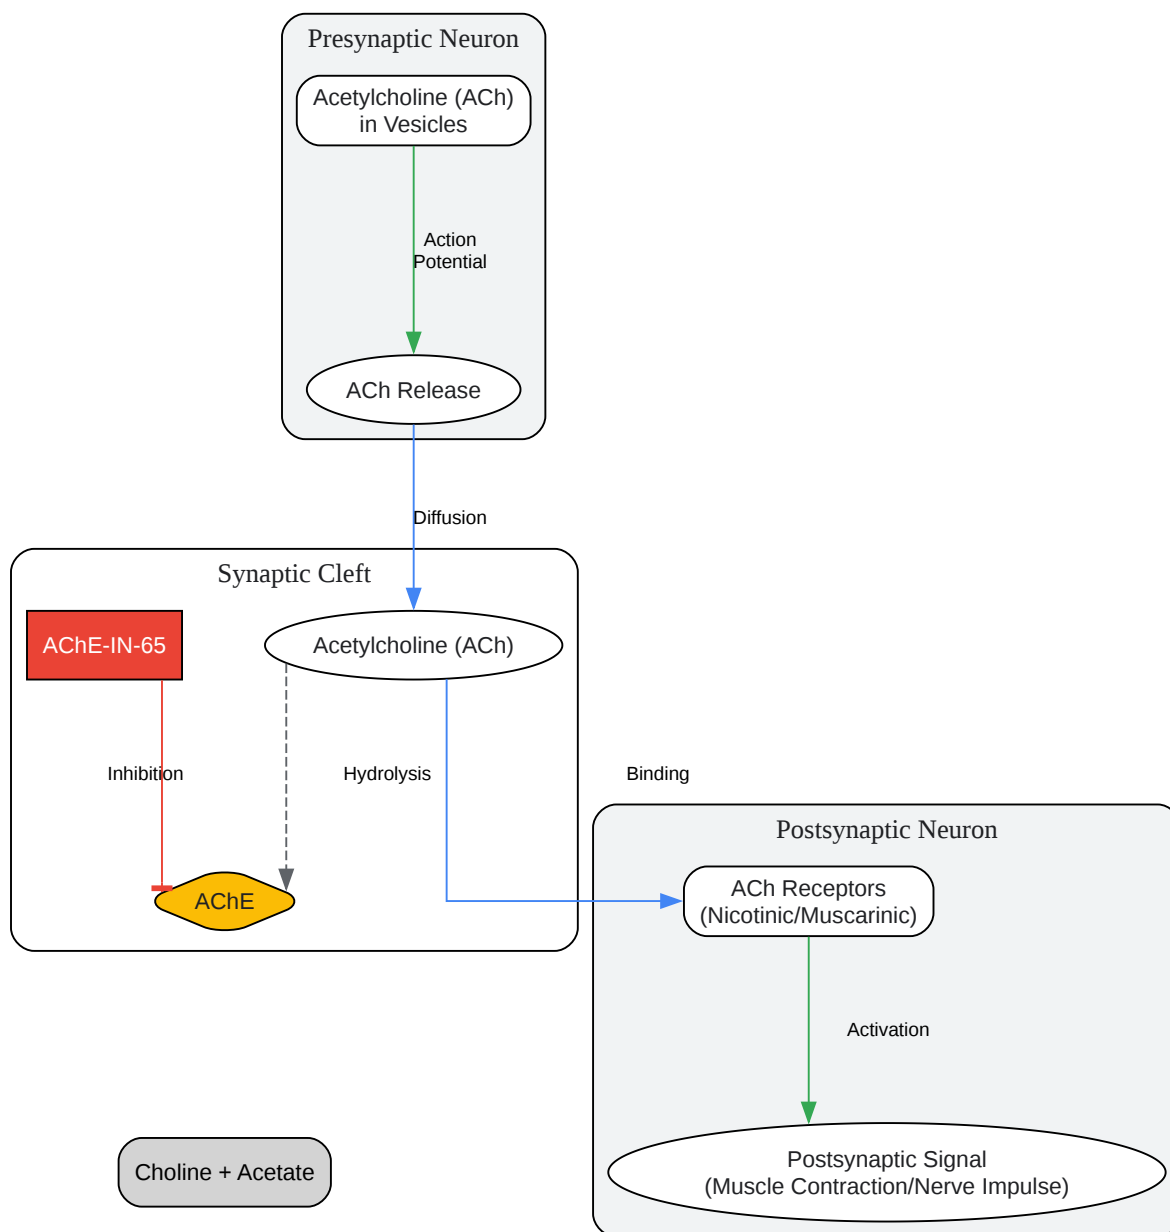 Presynaptic Neuron
Acetylcholine (ACh)
in Vesicles
Action
Potential
ACh Release
Diffusion
Synaptic Cleft
AChE-IN-65
Acetylcholine (ACh)
Inhibition
Hydrolysis
Binding
Postsynaptic Neuron
AChE
ACh Receptors
(Nicotinic/Muscarinic)
Activation
Choline + Acetate
Postsynaptic Signal
(Muscle Contraction/Nerve Impulse)